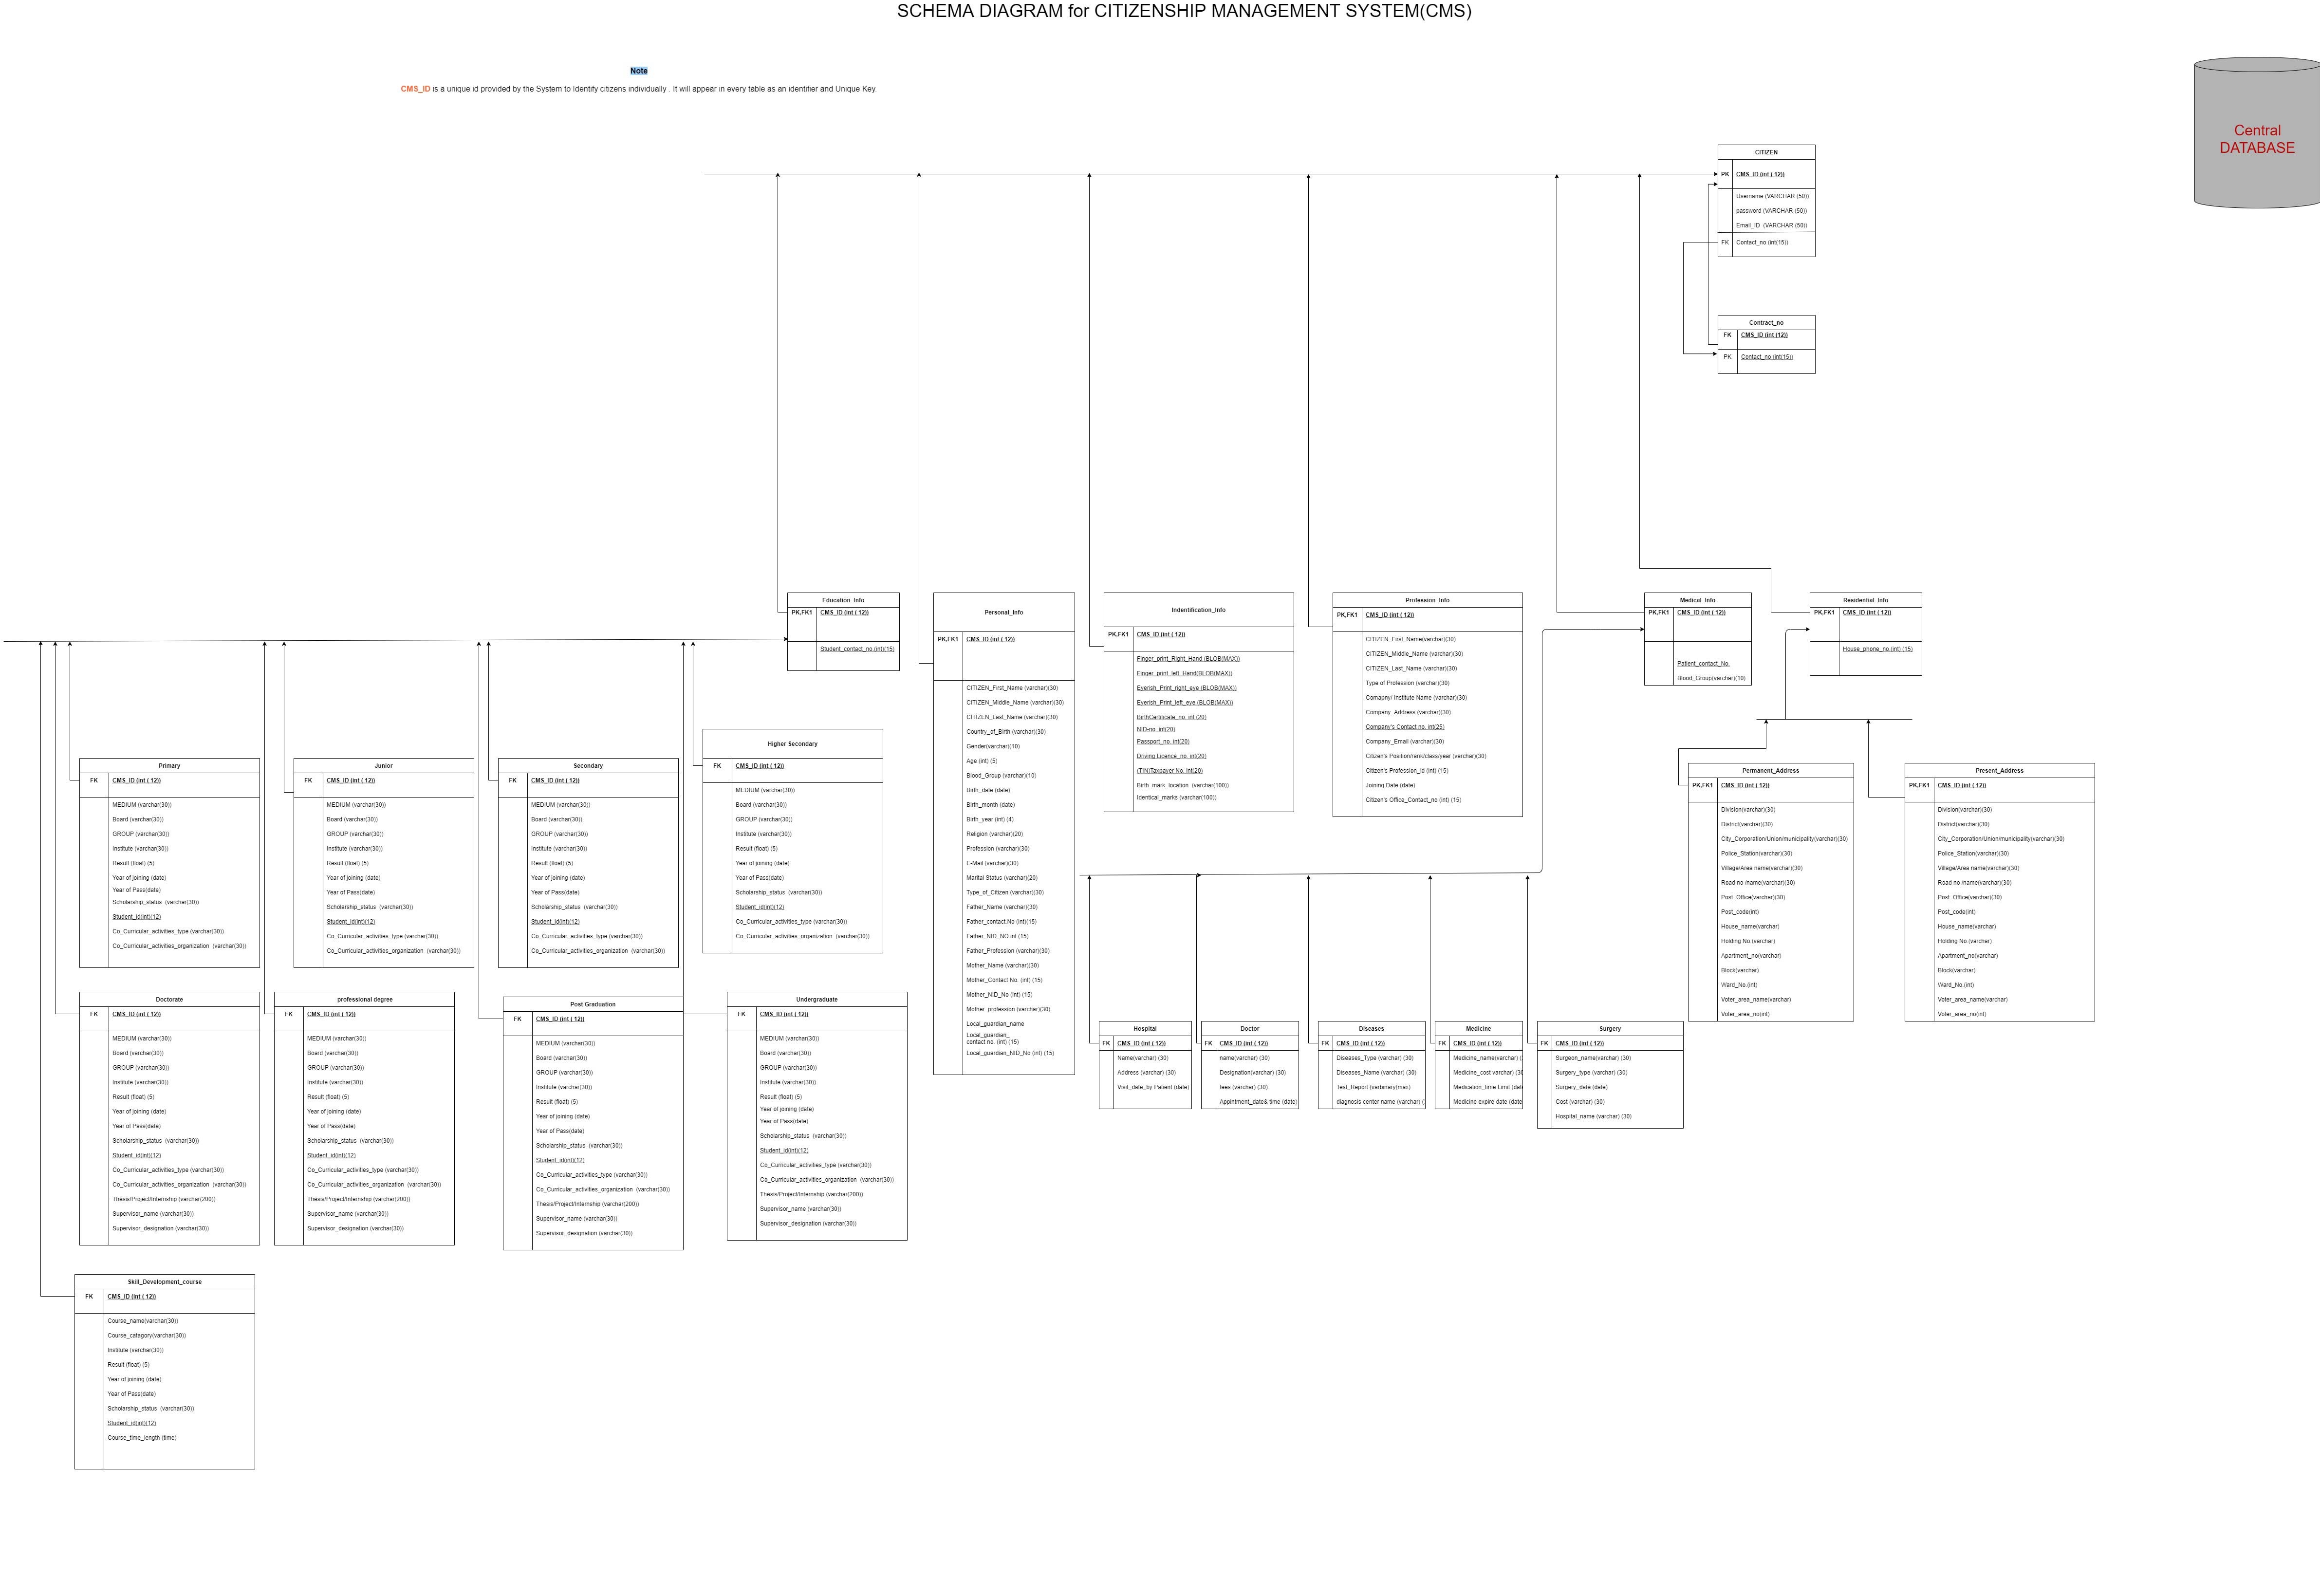 SCHEMA DIAGRAM for CITIZENSHIP MANAGEMENT SYSTEM(CMS)
Note
CMS_ID is a unique id provided by the System to Identify citizens individually . It will appear in every table as an identifier and Unique Key.
Central
DATABASE
CITIZEN
PK CMS_ID (int ( 12))
Username (VARCHAR (50))
password (VARCHAR (50))
Email_ID (VARCHAR (50))
FK Contact_no (int(15))
Contract_no
FK CMS_ID (int (12))
PK Contact_no (int(15))
Education_Info
PK,FK1 CMS_ID (int ( 12))
Student_contact_no.(int)(15)
Personal_Info
PK,FK1 CMS_ID (int ( 12))
CITIZEN_First_Name (varchar)(30)
CITIZEN_Middle_Name (varchar)(30)
CITIZEN_Last_Name (varchar)(30)
Country_of_Birth (varchar)(30)
Gender(varchar)(10)
Age (int) (5)
Blood_Group (varchar)(10)
Birth_date (date)
Birth_month (date)
Birth_year (int) (4)
Religion (varchar)(20)
Profession (varchar)(30)
E-Mail (varchar)(30)
Marital Status (varchar)(20)
Type_of_Citizen (varchar)(30)
Father_Name (varchar)(30)
Father_contact.No (int)(15)
Father_NID_NO int (15)
Father_Profession (varchar)(30)
Mother_Name (varchar)(30)
Mother_Contact No. (int) (15)
Mother_NID_No (int) (15)
Mother_profession (varchar)(30)
Local_guardian_name
Local_guardian_
contact no. (int) (15)
Local_guardian_NID_No (int) (15)
Indentification_Info
PK,FK1 CMS_ID (int ( 12))
Finger_print_Right_Hand (BLOB(MAX))
Finger_print_left_Hand(BLOB(MAX))
Eyerish_Print_right_eye (BLOB(MAX))
Eyerish_Print_left_eye (BLOB(MAX))
BirthCertificate_no. int (20)
NID-no. int(20)
Passport_no. int(20)
Driving Licence_no. int(20)
(TIN)Taxpayer No. int(20)
Birth_mark_location (varchar(100))
Identical_marks (varchar(100))
Profession_Info
PK,FK1 CMS_ID (int ( 12))
CITIZEN_First_Name(varchar)(30)
CITIZEN_Middle_Name (varchar)(30)
CITIZEN_Last_Name (varchar)(30)
Type of Profession (varchar)(30)
Comapny/ Institute Name (varchar)(30)
Company_Address (varchar)(30)
Company's Contact no. int(25)
Company_Email (varchar)(30)
Citizen's Position/rank/class/year (varchar)(30)
Citizen's Profession_id (int) (15)
Joining Date (date)
Citizen's Office_Contact_no (int) (15)
Medical_Info
PK,FK1 CMS_ID (int ( 12))
Patient_contact_No.
Blood_Group(varchar)(10)
Residential_Info
PK,FK1 CMS_ID (int ( 12))
House_phone_no.(int) (15)
Primary
FK CMS_ID (int ( 12))
MEDIUM (varchar(30))
Board (varchar(30))
GROUP (varchar(30))
Institute (varchar(30))
Result (float) (5)
Year of joining (date)
Year of Pass(date)
Scholarship_status (varchar(30))
Student_id(int)(12)
Co_Curricular_activities_type (varchar(30))
Co_Curricular_activities_organization (varchar(30))
Junior
FK CMS_ID (int ( 12))
MEDIUM (varchar(30))
Board (varchar(30))
GROUP (varchar(30))
Institute (varchar(30))
Result (float) (5)
Year of joining (date)
Year of Pass(date)
Scholarship_status (varchar(30))
Student_id(int)(12)
Co_Curricular_activities_type (varchar(30))
Co_Curricular_activities_organization (varchar(30))
Secondary
FK CMS_ID (int ( 12))
MEDIUM (varchar(30))
Board (varchar(30))
GROUP (varchar(30))
Institute (varchar(30))
Result (float) (5)
Year of joining (date)
Year of Pass(date)
Scholarship_status (varchar(30))
Student_id(int)(12)
Co_Curricular_activities_type (varchar(30))
Co_Curricular_activities_organization (varchar(30))
Higher Secondary
FK CMS_ID (int ( 12))
MEDIUM (varchar(30))
Board (varchar(30))
GROUP (varchar(30))
Institute (varchar(30))
Result (float) (5)
Year of joining (date)
Year of Pass(date)
Scholarship_status (varchar(30))
Student_id(int)(12)
Co_Curricular_activities_type (varchar(30))
Co_Curricular_activities_organization (varchar(30))
Permanent_Address
PK,FK1 CMS_ID (int ( 12))
Division(varchar)(30)
District(varchar)(30)
City_Corporation/Union/municipality(varchar)(30)
Police_Station(varchar)(30)
Village/Area name(varchar)(30)
Road no /name(varchar)(30)
Post_Office(varchar)(30)
Post_code(int)
House_name(varchar)
Holding No.(varchar)
Apartment_no(varchar)
Block(varchar)
Ward_No.(int)
Voter_area_name(varchar)
Voter_area_no(int)
Present_Address
PK,FK1 CMS_ID (int ( 12))
Division(varchar)(30)
District(varchar)(30)
City_Corporation/Union/municipality(varchar)(30)
Police_Station(varchar)(30)
Village/Area name(varchar)(30)
Road no /name(varchar)(30)
Post_Office(varchar)(30)
Post_code(int)
House_name(varchar)
Holding No.(varchar)
Apartment_no(varchar)
Block(varchar)
Ward_No.(int)
Voter_area_name(varchar)
Voter_area_no(int)
Doctorate
FK CMS_ID (int ( 12))
MEDIUM (varchar(30))
Board (varchar(30))
GROUP (varchar(30))
Institute (varchar(30))
Result (float) (5)
Year of joining (date)
Year of Pass(date)
Scholarship_status (varchar(30))
Student_id(int)(12)
Co_Curricular_activities_type (varchar(30))
Co_Curricular_activities_organization (varchar(30))
Thesis/Project/Internship (varchar(200))
Supervisor_name (varchar(30))
Supervisor_designation (varchar(30))
professional degree
FK CMS_ID (int ( 12))
MEDIUM (varchar(30))
Board (varchar(30))
GROUP (varchar(30))
Institute (varchar(30))
Result (float) (5)
Year of joining (date)
Year of Pass(date)
Scholarship_status (varchar(30))
Student_id(int)(12)
Co_Curricular_activities_type (varchar(30))
Co_Curricular_activities_organization (varchar(30))
Thesis/Project/Internship (varchar(200))
Supervisor_name (varchar(30))
Supervisor_designation (varchar(30))
Post Graduation
FK CMS_ID (int ( 12))
MEDIUM (varchar(30))
Board (varchar(30))
GROUP (varchar(30))
Institute (varchar(30))
Result (float) (5)
Year of joining (date)
Year of Pass(date)
Scholarship_status (varchar(30))
Student_id(int)(12)
Co_Curricular_activities_type (varchar(30))
Co_Curricular_activities_organization (varchar(30))
Thesis/Project/Internship (varchar(200))
Supervisor_name (varchar(30))
Supervisor_designation (varchar(30))
Undergraduate
FK CMS_ID (int ( 12))
MEDIUM (varchar(30))
Board (varchar(30))
GROUP (varchar(30))
Institute (varchar(30))
Result (float) (5)
Year of joining (date)
Year of Pass(date)
Scholarship_status (varchar(30))
Student_id(int)(12)
Co_Curricular_activities_type (varchar(30))
Co_Curricular_activities_organization (varchar(30))
Thesis/Project/Internship (varchar(200))
Supervisor_name (varchar(30))
Supervisor_designation (varchar(30))
Hospital
FK CMS_ID (int ( 12))
Name(varchar) (30)
Address (varchar) (30)
Visit_date_by Patient (date)
Doctor
FK CMS_ID (int ( 12))
name(varchar) (30)
Designation(varchar) (30)
fees (varchar) (30)
Appintment_date& time (date)
Diseases
FK CMS_ID (int ( 12))
Diseases_Type (varchar) (30)
Diseases_Name (varchar) (30)
Test_Report (varbinary(max)
diagnosis center name (varchar) (
Medicine
FK CMS_ID (int ( 12))
Medicine_name(varchar) (
Medicine_cost varchar) (30
Medication_time Limit (date
Medicine expire date (date
Surgery
FK CMS_ID (int ( 12))
Surgeon_name(varchar) (30)
Surgery_type (varchar) (30)
Surgery_date (date)
Cost (varchar) (30)
Hospital_name (varchar) (30)
Skill_Development_course
FK CMS_ID (int ( 12))
Course_name(varchar(30))
Course_catagory(varchar(30))
Institute (varchar(30))
Result (float) (5)
Year of joining (date)
Year of Pass(date)
Scholarship_status (varchar(30))
Student_id(int)(12)
Course_time_length (time)